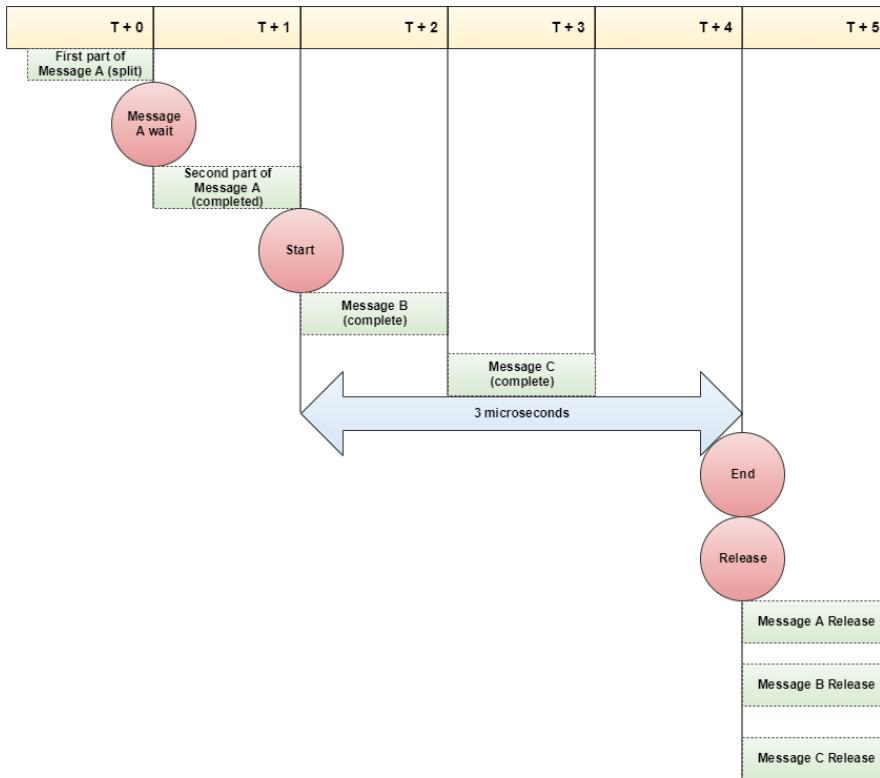 T + 0
T + 1
T + 2
T + 3
T + 4
T + 5
First part of
Message A (split)
Message
A wait
Second part of
Message A
(completed)
Start
Message B
(complete)
Message C
(complete)
3 microseconds
End
Release
Message A Release
Message B Release
Message C Release